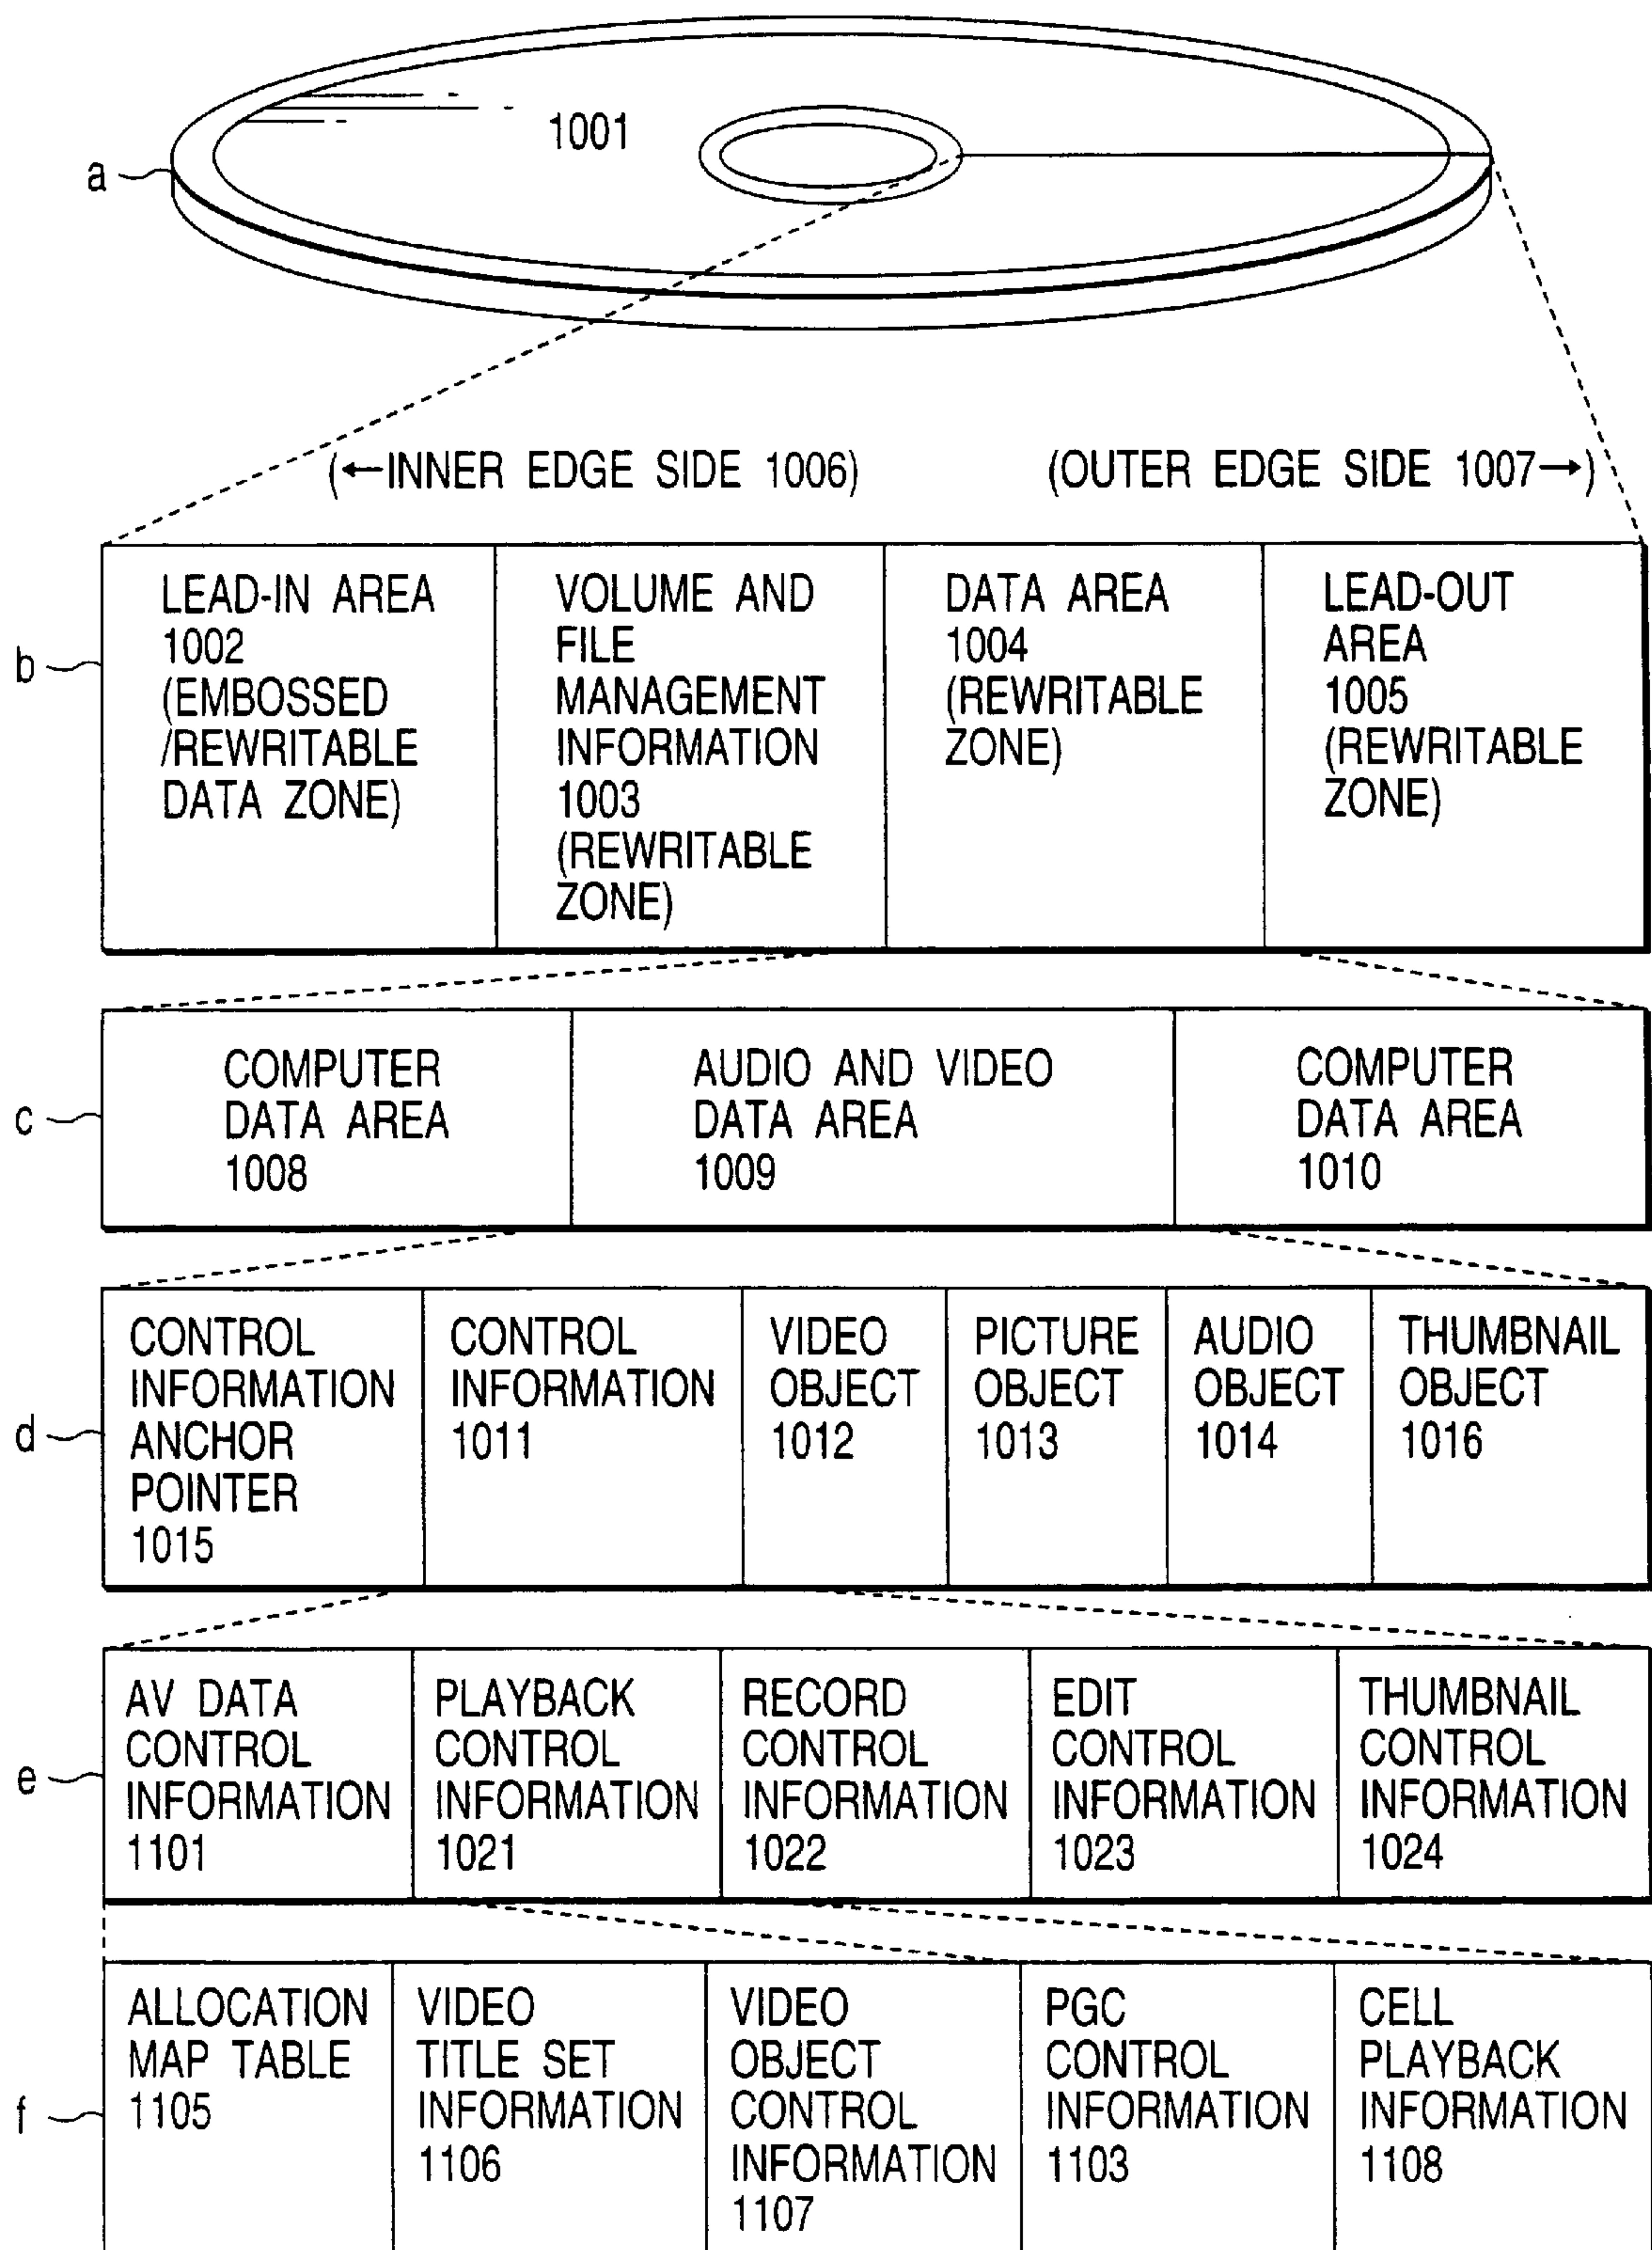 1001
a
(←INNER EDGE SIDE 1006)
(OUTER EDGE SIDE 1007→)
b
LEAD-IN AREA
1002
(EMBOSSED
/REWRITABLE
DATA ZONE)
VOLUME AND
FILE
MANAGEMENT
INFORMATION
1003
(REWRITABLE
ZONE)
DATA AREA
1004
(REWRITABLE
ZONE)
LEAD-OUT
AREA
1005
(REWRITABLE
ZONE)
c
COMPUTER
DATA AREA
1008
AUDIO AND VIDEO
DATA AREA
1009
COMPUTER
DATA AREA
1010
d
CONTROL
INFORMATION
ANCHOR
POINTER
1015
CONTROL
INFORMATION
1011
VIDEO
OBJECT
1012
PICTURE
OBJECT
1013
AUDIO
OBJECT
1014
THUMBNAIL
OBJECT
1016
e
AV DATA
CONTROL
INFORMATION
1101
PLAYBACK
CONTROL
INFORMATION
1021
RECORD
CONTROL
INFORMATION
1022
EDIT
CONTROL
INFORMATION
1023
THUMBNAIL
CONTROL
INFORMATION
1024
f
ALLOCATION
MAP TABLE
1105
VIDEO
TITLE SET
INFORMATION
1106
VIDEO
OBJECT
CONTROL
INFORMATION
1107
PGC
CONTROL
INFORMATION
1103
CELL
PLAYBACK
INFORMATION
1108